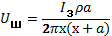 Uш = Iзρa / 2πx(x + a)